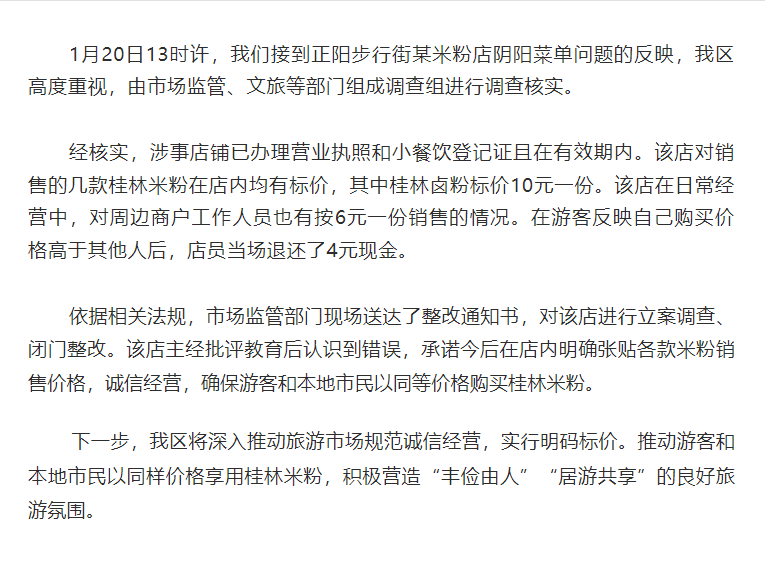 1月20日13时许，我们接到正阳步行街某米粉店阴阳菜单问题的反映，我区
高度重视，由市场监管、文旅等部门组成调查组进行调查核实。
经核实，涉事店铺已办理营业执照和小餐饮登记证且在有效期内。该店对销
售的几款桂林米粉在店内均有标价，其中桂林卤粉标价10元一份。该店在日常经
营中，对周边商户工作人员也有按6元一份销售的情况。在游客反映自己购买价
格高于其他人后，店员当场退还了4元现金。
依据相关法规，市场监管部门现场送达了整改通知书，对该店进行立案调查、
闭门整改。该店主经批评教育后认识到错误，承诺今后在店内明确张贴各款米粉销
售价格，诚信经营，确保游客和本地市民以同等价格购买桂林米粉。
下一步，我区将深入推动旅游市场规范诚信经营，实行明码标价。推动游客和
本地市民以同样价格享用桂林米粉，积极营造“丰俭由人”“居游共享”的良好旅
游氛围。